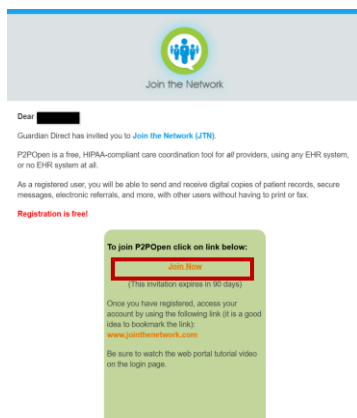 Join the Network
Dear
Guardian Direct has invited you to Join the Network (JTN).
P2POpen is a free, HIPAA-compliant care coordination tool for all providers, using any EHR system,
or no EHR system at all.
As a registered user, you will be able to send and receive digital copies of patient records, secure
messages, electronic referrals, and more, with other users without having to print or fax.
Registration is free!
To join P2POpen click on link below:
Join Now
(This invitation expires in 90 days)
Once you have registered, access your
account by using the following link (it is a good
idea to bookmark the link):
www.jointhenetwork.com
Be sure to watch the web portal tutorial video
on the login page.